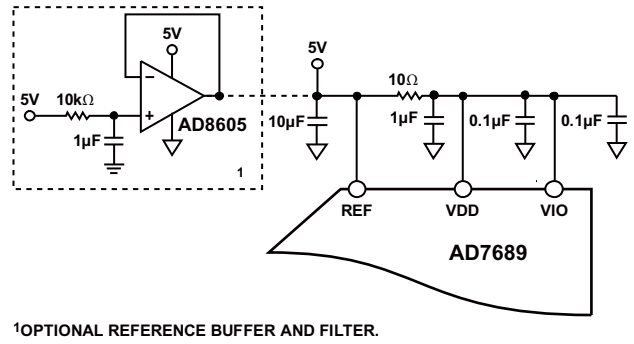 5V
5V
5V
10kΩ
10Ω
–
+
AD8605
1µF
10µF
1µF
0.1µF
0.1µF
1
REF
VDD
VIO
AD7689
1OPTIONAL REFERENCE BUFFER AND FILTER.